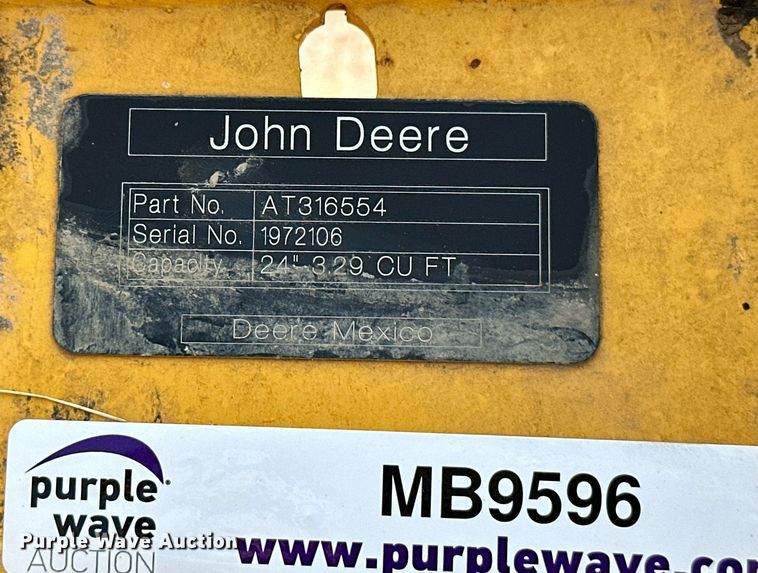 John Deere
Part No. AT316554
Serial No. 1972106
Capacity 24" 3.29 CU FT
Deere Mexico
purple wave AUCTION
MB9596
Purple Wave Auction
www.purplewave.com